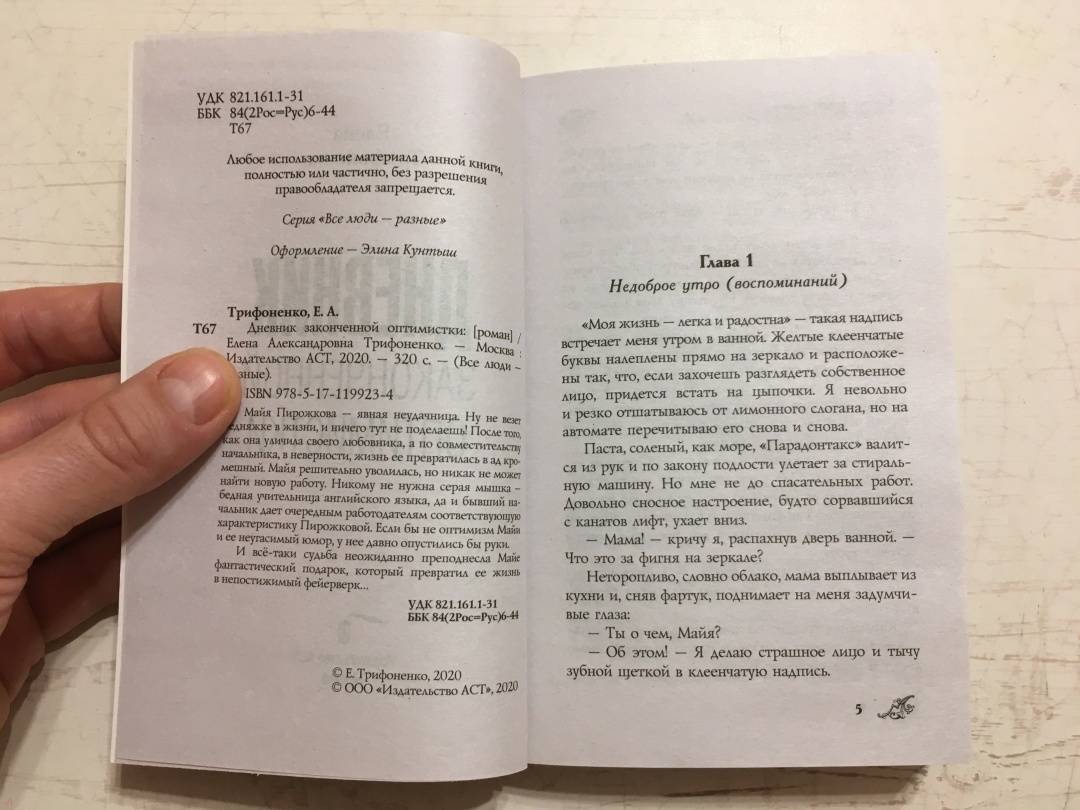 УДК 821.161.1-31
ББК 84(2Рос=Рус)6-44
Т67
Любое использование материала данной книги,
полностью или частично, без разрешения
правообладателя запрещается.
Серия «Все люди — разные»
Оформление — Элина Кунтыш
Трифоненко, Е. А.
Т67 Дневник законченной оптимистки: [роман] /
Елена Александровна Трифоненко. — Москва :
Издательство АСТ, 2020. — 320 с. — (Все люди –
зные).
ISBN 978-5-17-119923-4
Майя Пирожкова — явная неудачница. Ну не везет
едняжке в жизни, и ничего тут не поделаешь! После того,
как она уличила своего любовника, а по совместительству
начальника, в неверности, жизнь ее превратилась в ад кро-
мешный. Майя решительно уволилась, но никак не может
найти новую работу. Никому не нужна серая мышка –
бедная учительница английского языка, да и бывший на-
чальник дает очередным работодателям соответствующую
характеристику Пирожковой. Если бы не оптимизм Майи
и ее неугасимый юмор, у нее давно опустились бы руки.
И всё-таки судьба неожиданно преподнесла Майе
фантастический подарок, который превратил ее жизнь
в непостижимый фейерверк...
УДК 821.161.1-31
ББК 84(2Рос=Рус)6-44
© Е. Трифоненко, 2020
© ООО «Издательство АСТ», 2020
Глава 1
Недоброе утро (воспоминаний)
«Моя жизнь — легка и радостна» — такая надпись
встречает меня утром в ванной. Желтые клеенчатые
буквы налеплены прямо на зеркало и расположе-
ны так, что, если захочешь разглядеть собственное
лицо, придется встать на цыпочки. Я невольно
и резко отшатываюсь от лимонного слогана, но на
автомате перечитываю его снова и снова.
Паста, соленый, как море, «Парадонтакс» валит-
ся из рук и по закону подлости улетает за стираль-
ную машину. Но мне не до спасательных работ.
Довольно сносное настроение, будто сорвавшийся
с канатов лифт, ухает вниз.
— Мама! — кричу я, распахнув дверь ванной. —
Что это за фигня на зеркале?
Неторопливо, словно облако, мама выплывает из
кухни и, сняв фартук, поднимает на меня задумчи-
вые глаза:
— Ты о чем, Майя?
— Об этом! — Я делаю страшное лицо и тычу
зубной щеткой в клеенчатую надпись.
5